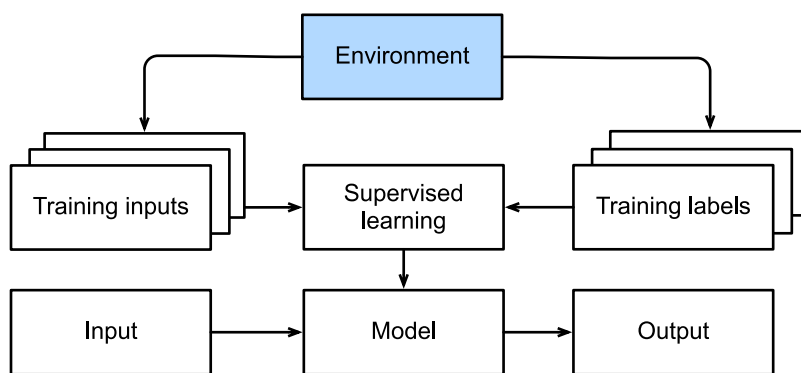 Environment
Training inputs
Supervised
learning
Training labels
Input
Model
Output